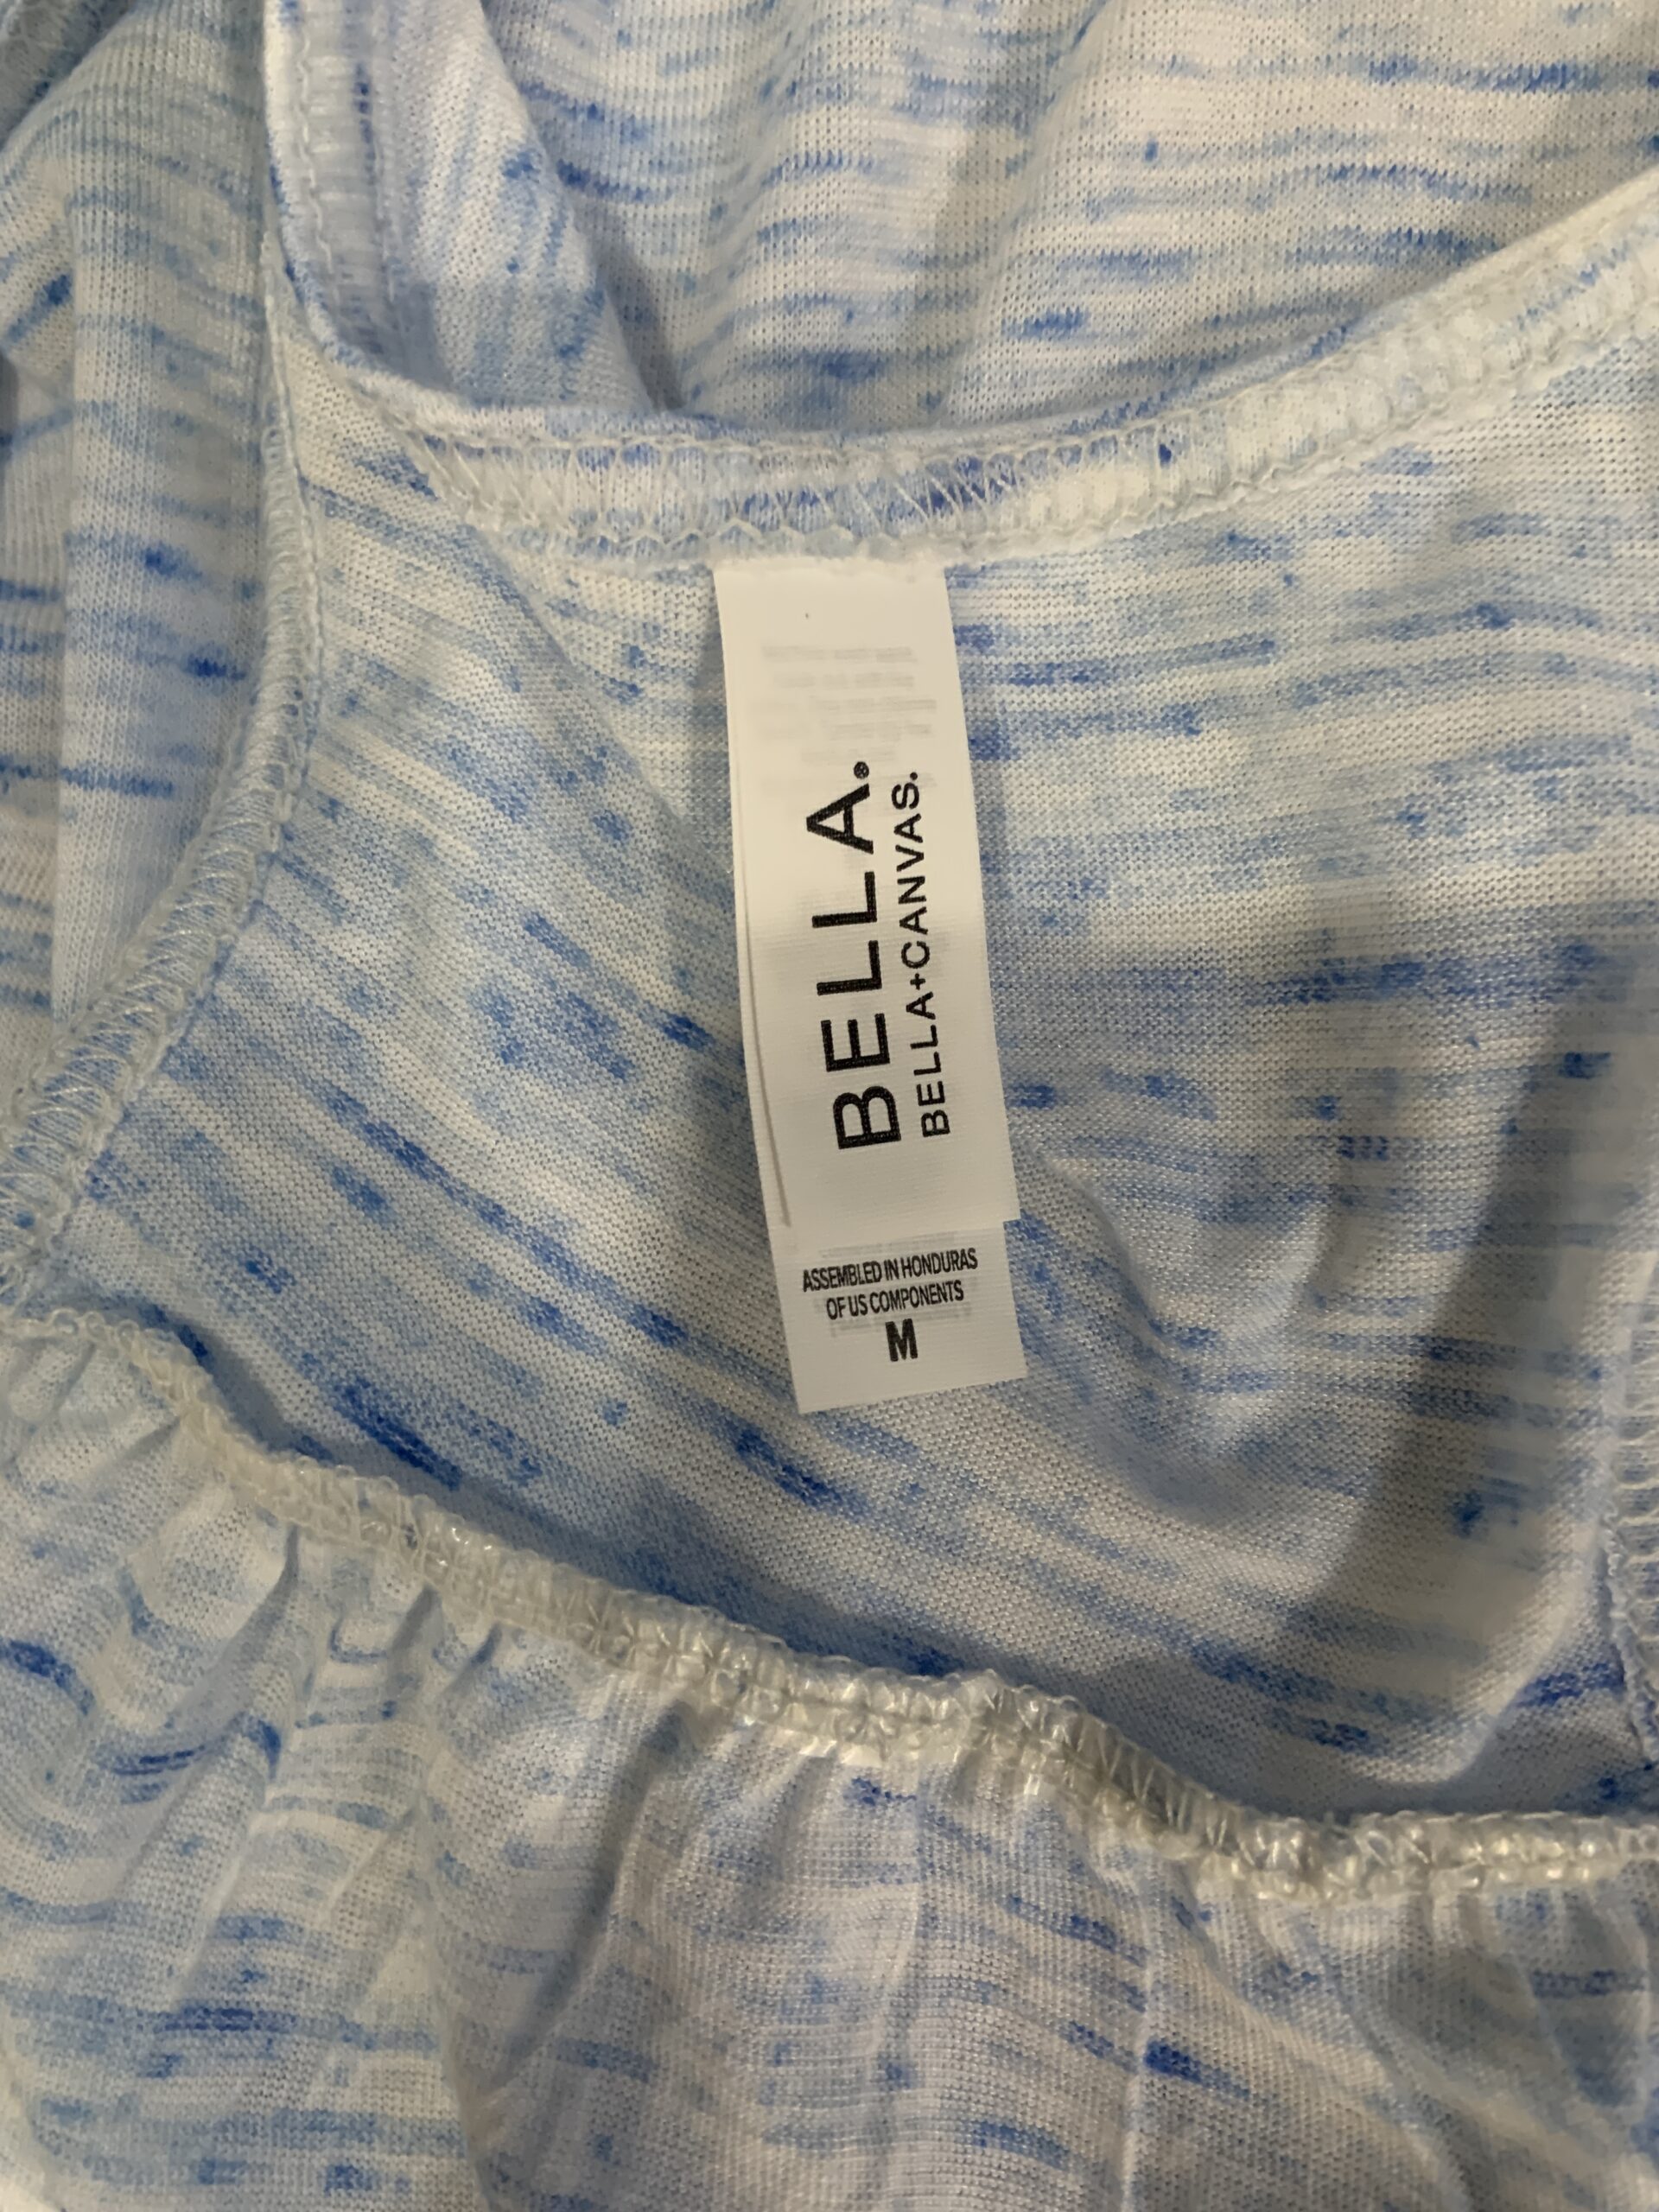 BELLA.®
BELLA+CANVAS.
ASSEMBLED IN HONDURAS
OF US COMPONENTS
M